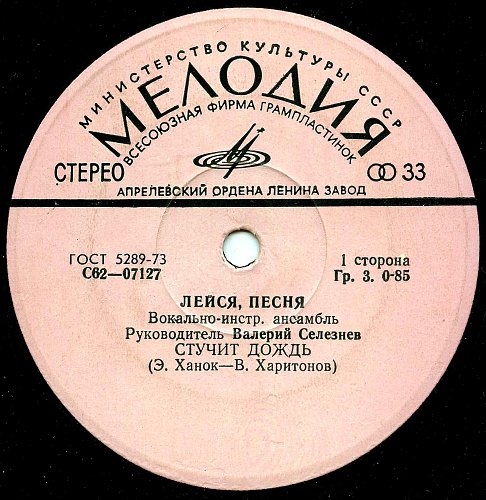 МИНИСТЕРСТВО КУЛЬТУРЫ СССР
МЕЛОДИЯ
ВСЕСОЮЗНАЯ ФИРМА ГРАМПЛАСТИНОК
СТЕРЕО 33
АПРЕЛЕВСКИЙ ОРДЕНА ЛЕНИНА ЗАВОД
ГОСТ 5289-73
С62—07127
1 сторона
Гр. 3. 0-85
ЛЕЙСЯ, ПЕСНЯ
Вокально-инстр. ансамбль
Руководитель Валерий Селезнев
СТУЧИТ ДОЖДЬ
(Э. Ханок—В. Харитонов)